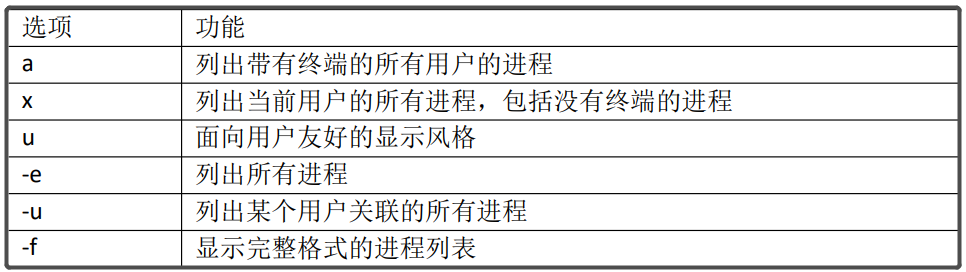 选项 功能
a 列出带有终端的所有用户的进程
x 列出当前用户的所有进程，包括没有终端的进程
u 面向用户友好的显示风格
-e 列出所有进程
-u 列出某个用户关联的所有进程
-f 显示完整格式的进程列表